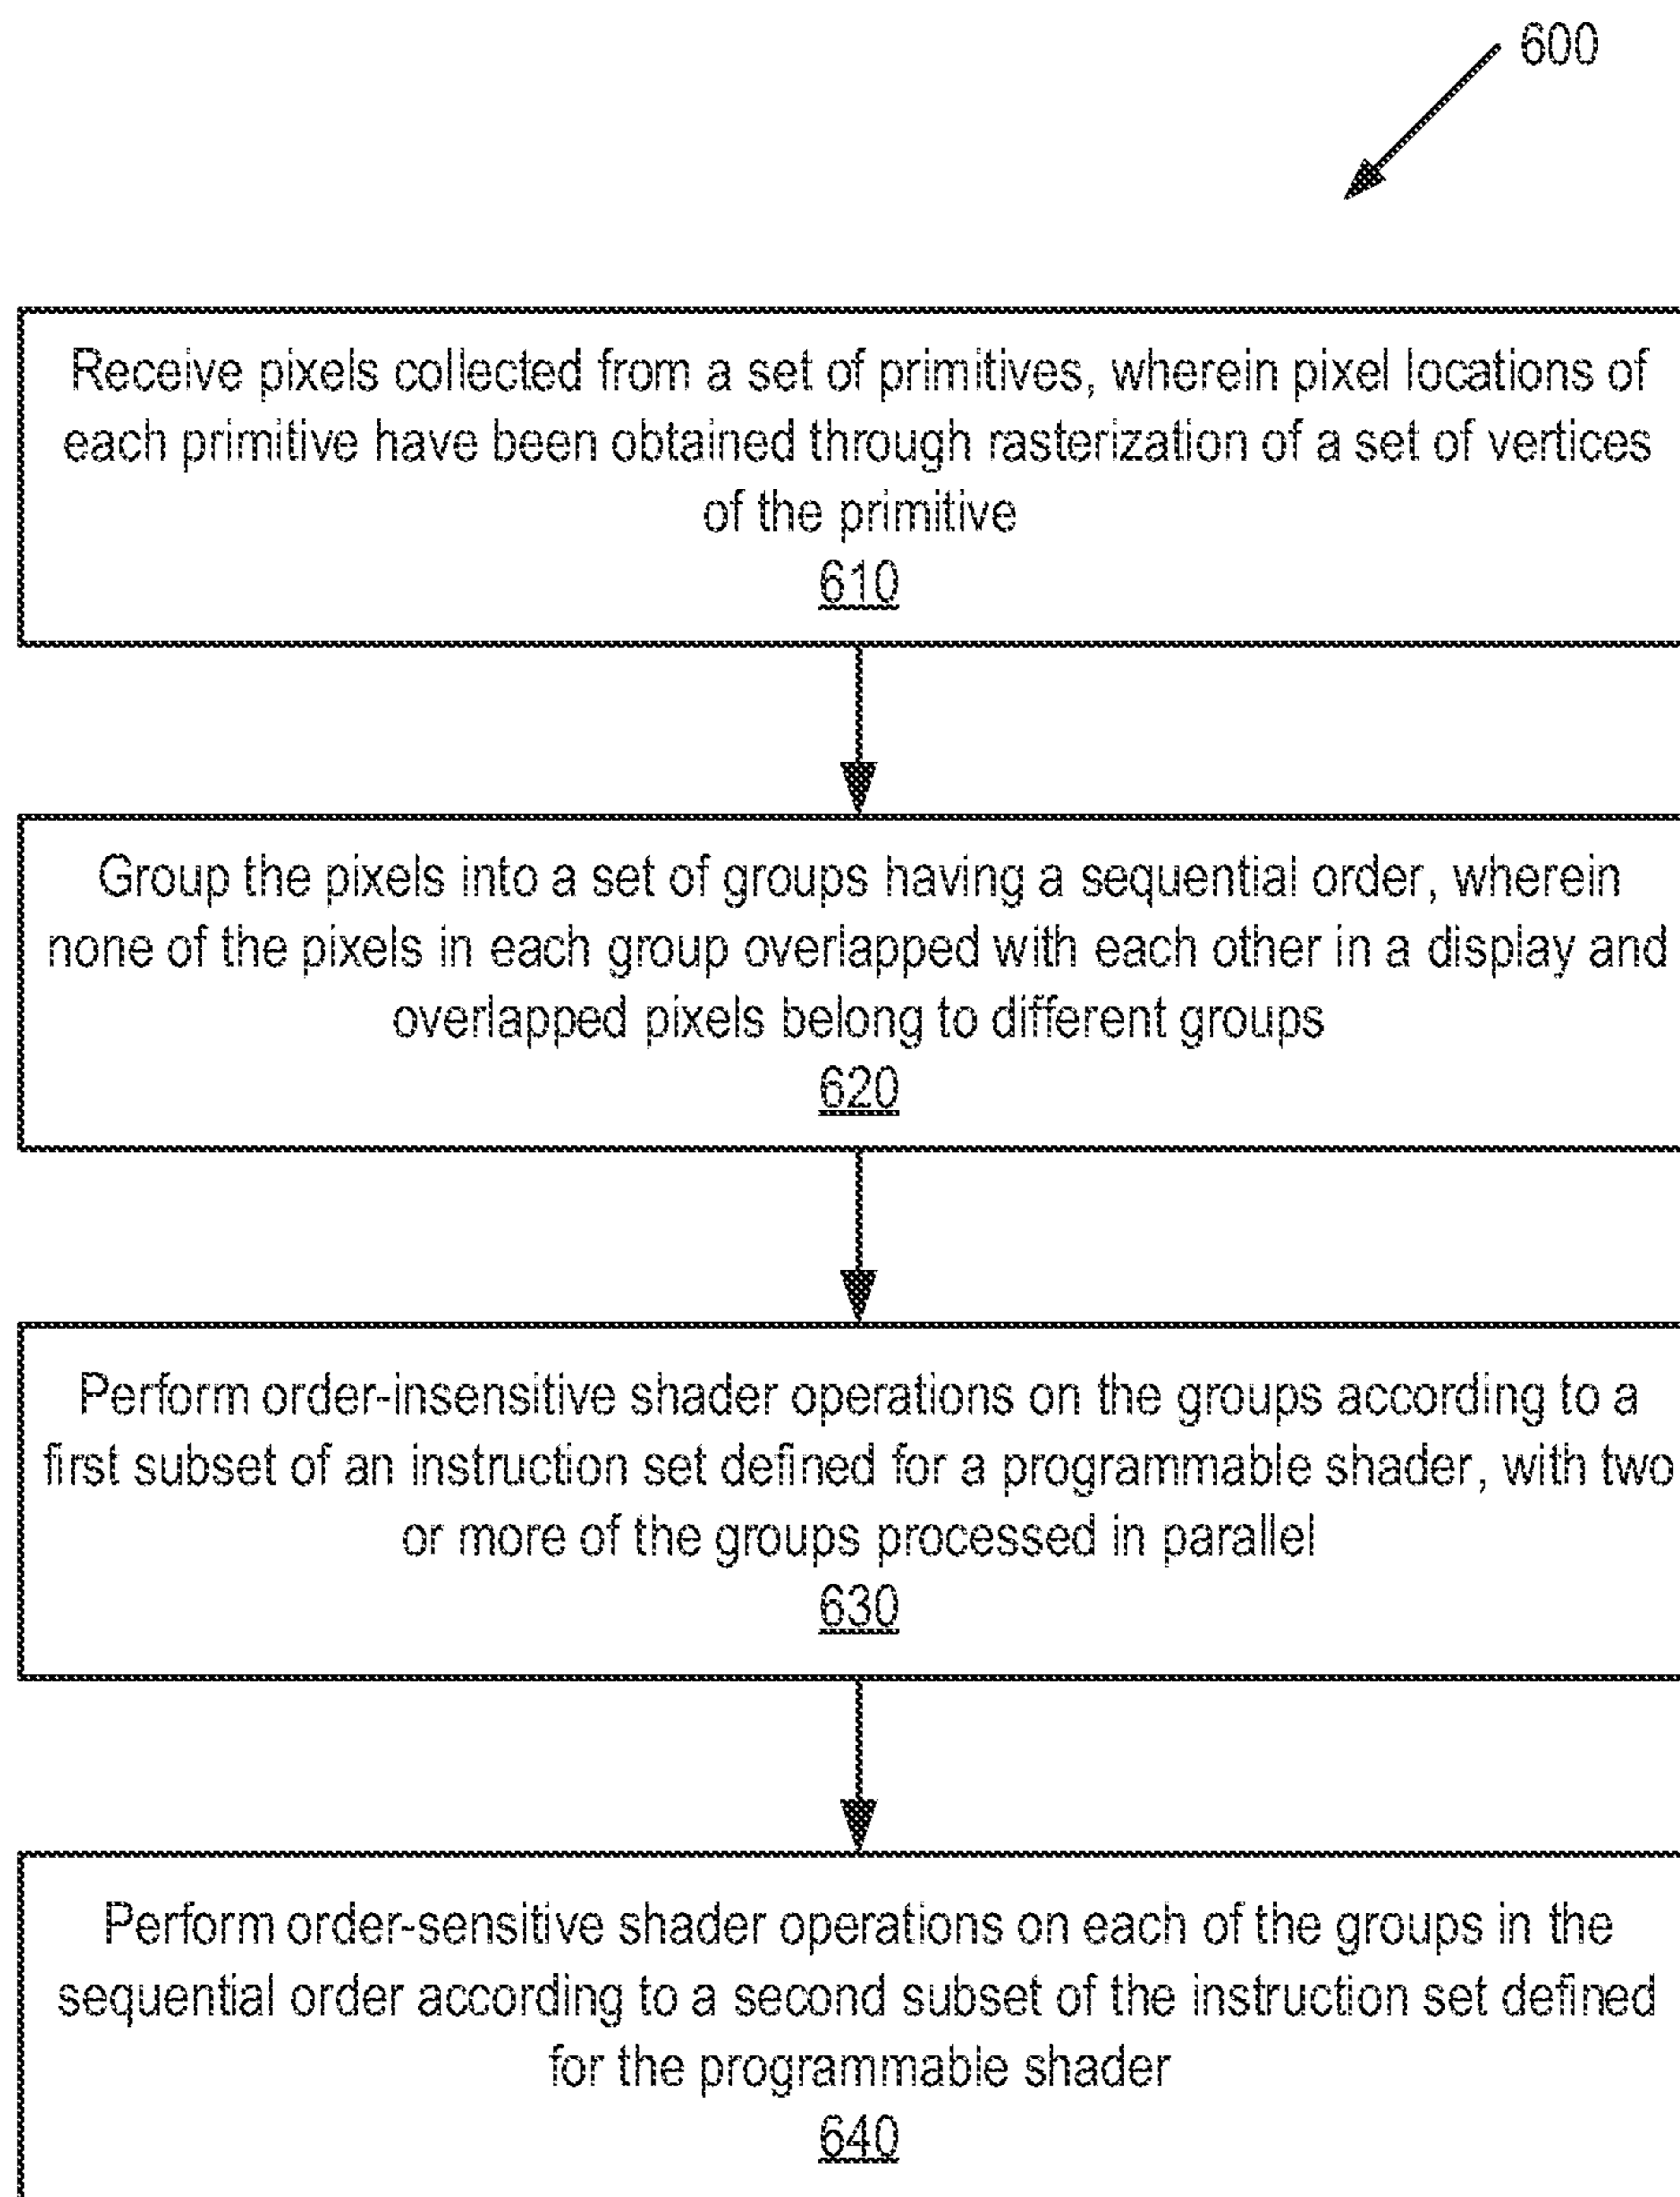 600
Receive pixels collected from a set of primitives, wherein pixel locations of
each primitive have been obtained through rasterization of a set of vertices
of the primitive
610
Group the pixels into a set of groups having a sequential order, wherein
none of the pixels in each group overlapped with each other in a display and
overlapped pixels belong to different groups
620
Perform order-insensitive shader operations on the groups according to a
first subset of an instruction set defined for a programmable shader, with two
or more of the groups processed in parallel
630
Perform order-sensitive shader operations on each of the groups in the
sequential order according to a second subset of the instruction set defined
for the programmable shader
640